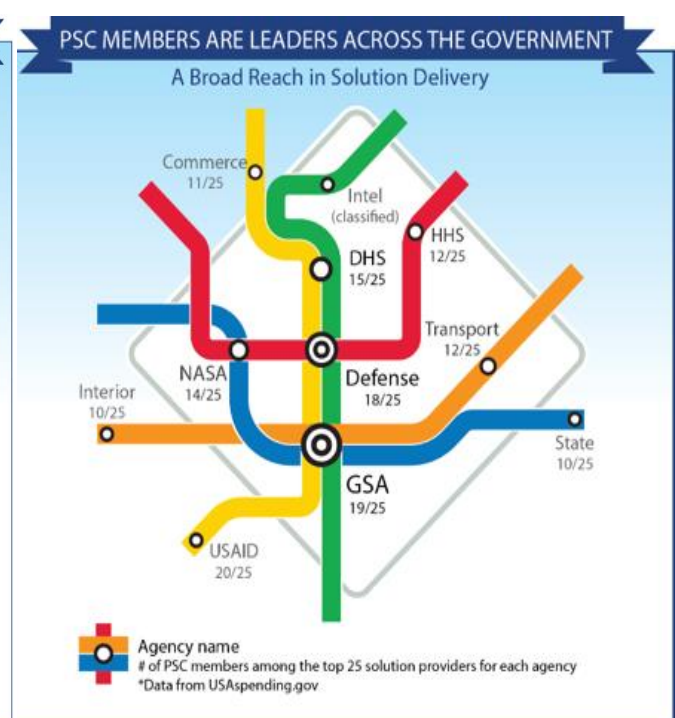 PSC MEMBERS ARE LEADERS ACROSS THE GOVERNMENT
A Broad Reach in Solution Delivery
Commerce
11/25
Intel
(classified)
HHS
12/25
DHS
15/25
Transport
12/25
NASA
14/25
Defense
18/25
Interior
10/25
State
10/25
GSA
19/25
USAID
20/25
Agency name
# of PSC members among the top 25 solution providers for each agency
*Data from USAspending.gov